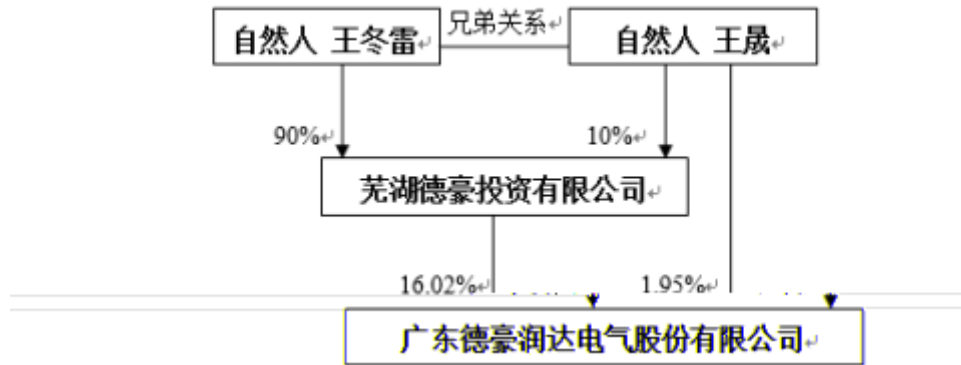 兄弟关系
自然人 王冬雷
自然人 王晟
90%
10%
芜湖德豪投资有限公司
16.02%
1.95%
广东德豪润达电气股份有限公司